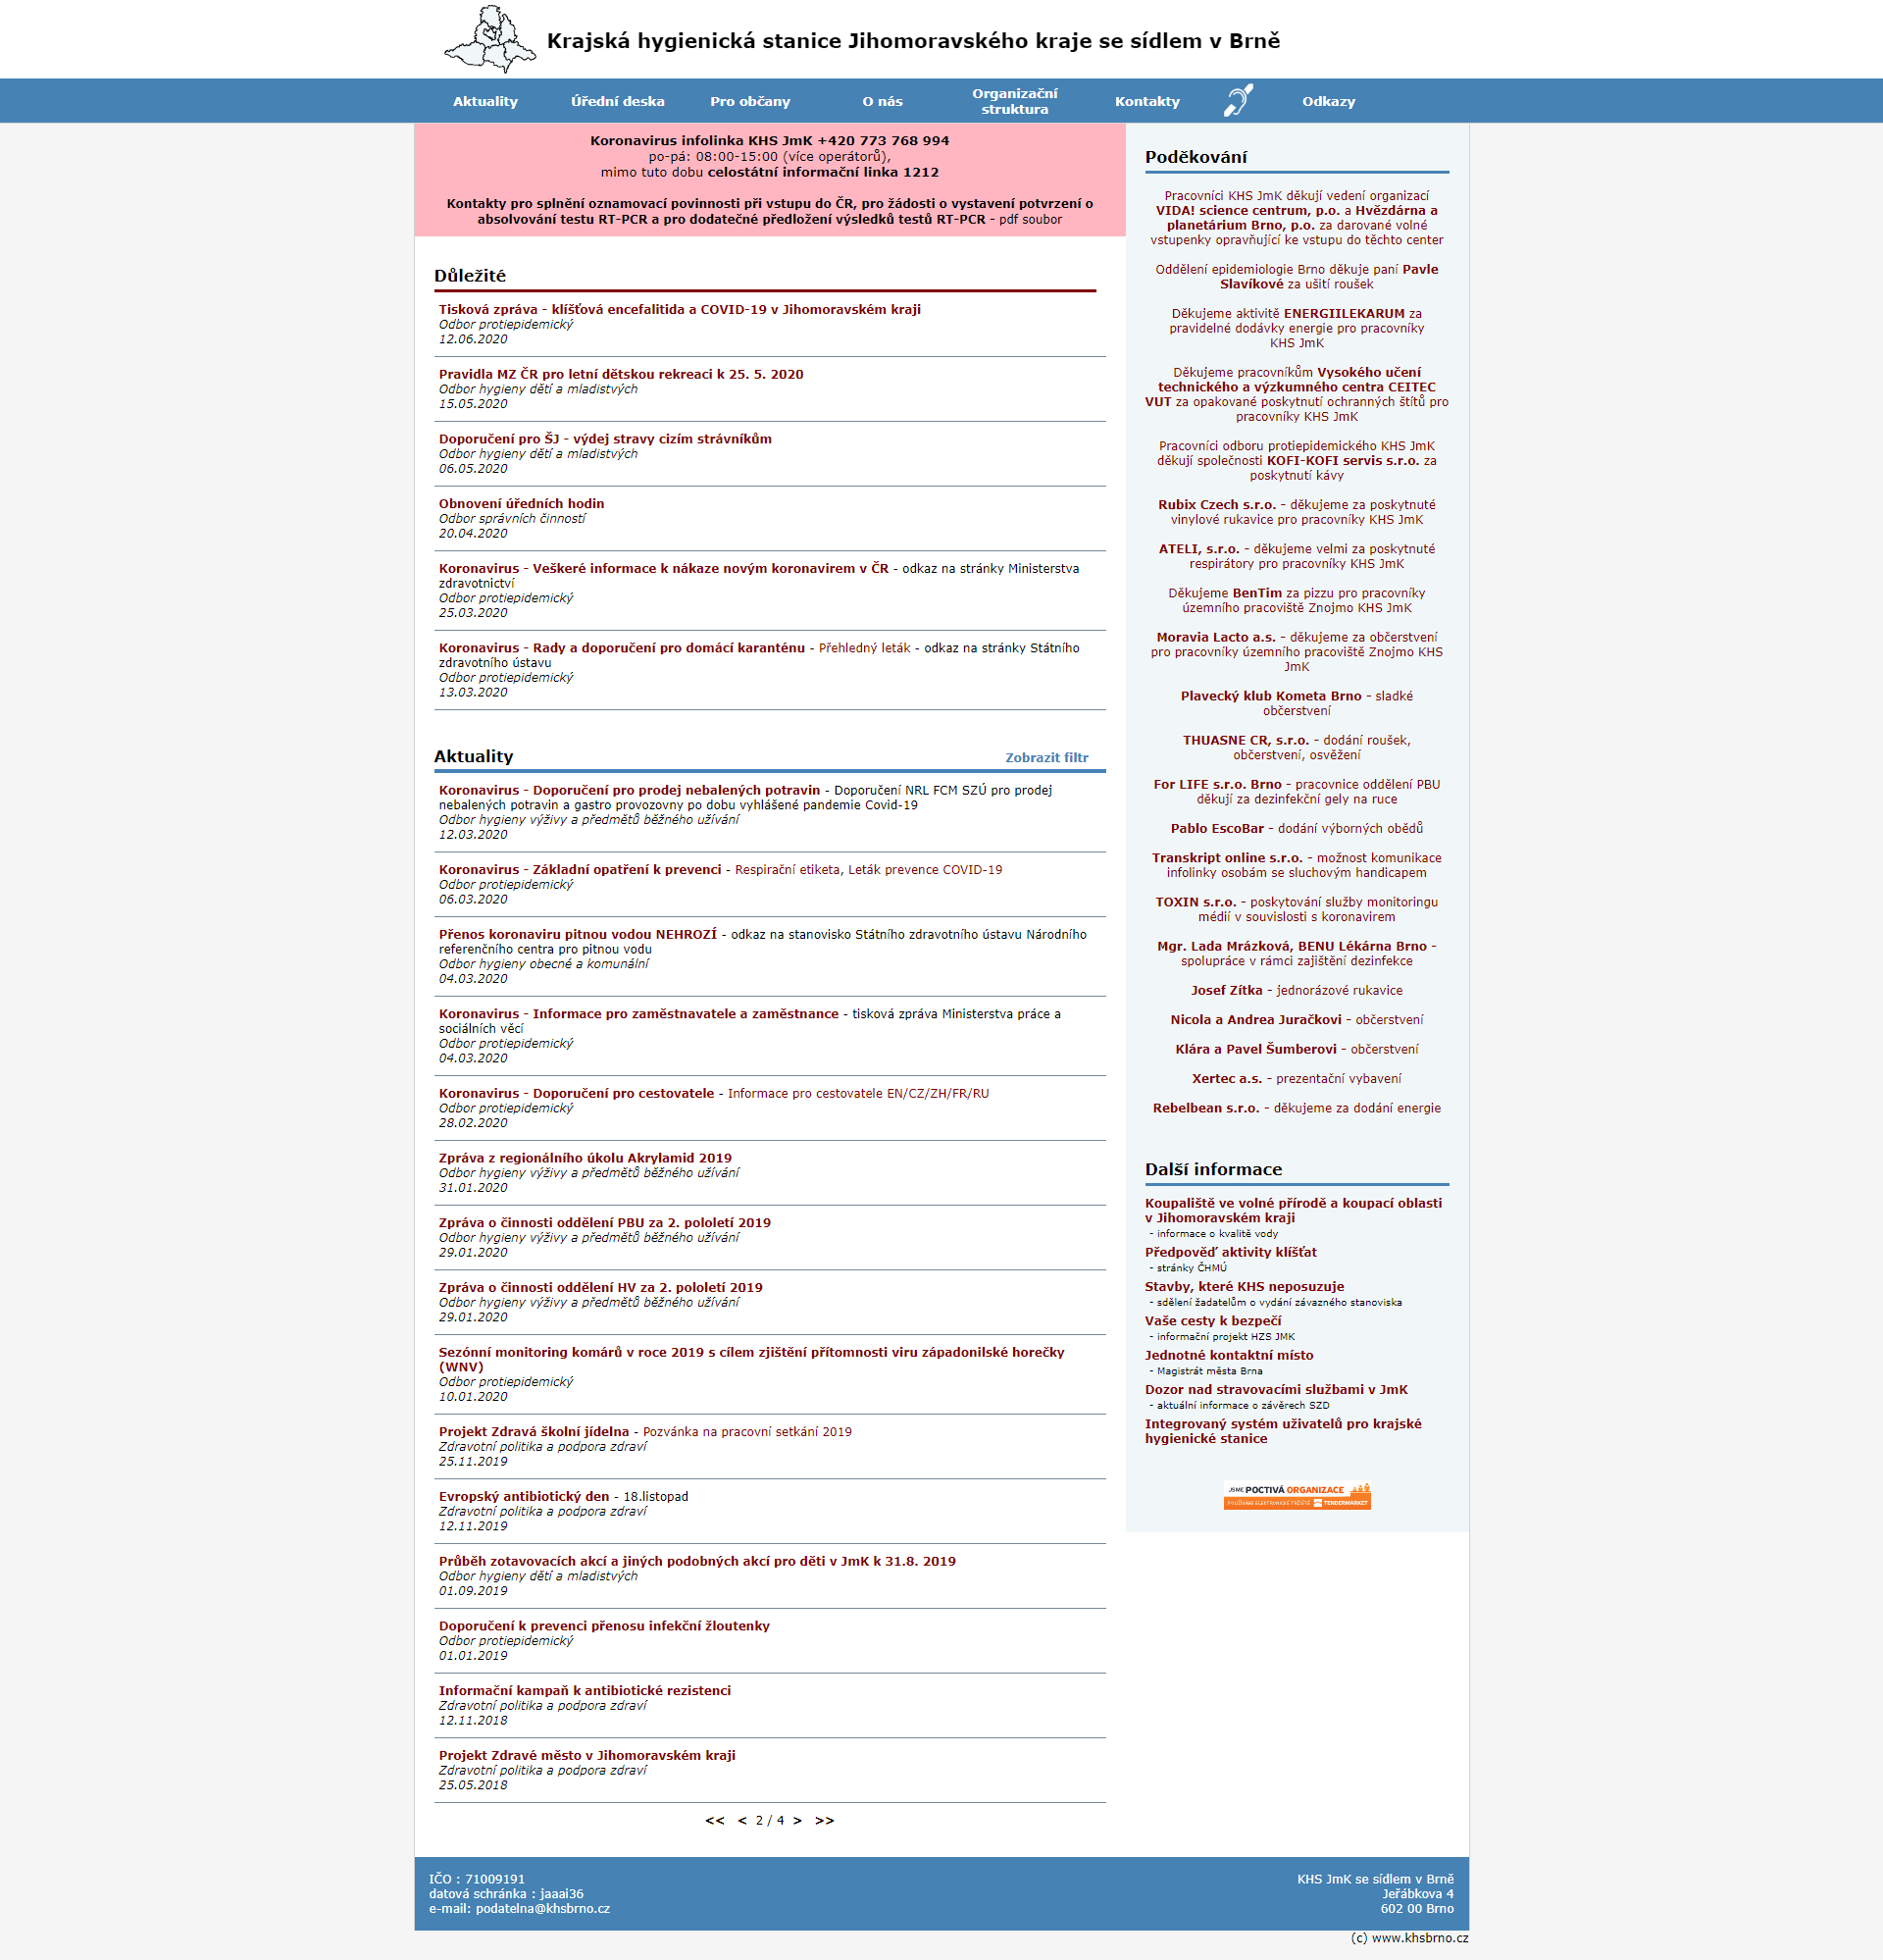 Krajská hygienická stanice Jihomoravského kraje se sídlem v Brně
Aktuality
Úřední deska
Pro občany
O nás
Organizační
struktura
Kontakty
Odkazy
Koronavirus infolinka KHS JmK +420 773 768 994
po-pá: 08:00-15:00 (více operátorů),
mimo tuto dobu celostátní informační linka 1212
Kontakty pro splnění oznamovací povinnosti při vstupu do ČR, pro žádosti o vystavení potvrzení o
absolvování testu RT-PCR a pro dodatečné předložení výsledků testů RT-PCR - pdf soubor
Důležité
Tisková zpráva - klíšťová encefalitida a COVID-19 v Jihomoravském kraji
Odbor protiepidemický
12.06.2020
Pravidla MZ ČR pro letní dětskou rekreaci k 25. 5. 2020
Odbor hygieny dětí a mladistvých
15.05.2020
Doporučení pro ŠJ - výdej stravy cizím strávníkům
Odbor hygieny dětí a mladistvých
06.05.2020
Obnovení úředních hodin
Odbor správních činností
20.04.2020
Koronavirus - Veškeré informace k nákaze novým koronavirem v ČR - odkaz na stránky Ministerstva
zdravotnictví
Odbor protiepidemický
25.03.2020
Koronavirus - Rady a doporučení pro domácí karanténu - Přehledný leták - odkaz na stránky Státního
zdravotního ústavu
Odbor protiepidemický
13.03.2020
Aktuality
Zobrazit filtr
Koronavirus - Doporučení pro prodej nebalených potravin - Doporučení NRL FCM SZÚ pro prodej
nebalených potravin a gastro provozovny po dobu vyhlášené pandemie Covid-19
Odbor hygieny výživy a předmětů běžného užívání
12.03.2020
Koronavirus - Základní opatření k prevenci - Respirační etiketa, Leták prevence COVID-19
Odbor protiepidemický
06.03.2020
Přenos koronaviru pitnou vodou NEHROZÍ - odkaz na stanovisko Státního zdravotního ústavu Národního
referenčního centra pro pitnou vodu
Odbor hygieny obecné a komunální
04.03.2020
Koronavirus - Informace pro zaměstnavatele a zaměstnance - tisková zpráva Ministerstva práce a
sociálních věcí
Odbor protiepidemický
04.03.2020
Koronavirus - Doporučení pro cestovatele - Informace pro cestovatele EN/CZ/ZH/FR/RU
Odbor protiepidemický
28.02.2020
Zpráva z regionálního úkolu Akrylamid 2019
Odbor hygieny výživy a předmětů běžného užívání
31.01.2020
Zpráva o činnosti oddělení PBU za 2. pololetí 2019
Odbor hygieny výživy a předmětů běžného užívání
29.01.2020
Zpráva o činnosti oddělení HV za 2. pololetí 2019
Odbor hygieny výživy a předmětů běžného užívání
29.01.2020
Sezónní monitoring komárů v roce 2019 s cílem zjištění přítomnosti viru západonilské horečky
(WNV)
Odbor protiepidemický
10.01.2020
Projekt Zdravá školní jídelna - Pozvánka na pracovní setkání 2019
Zdravotní politika a podpora zdraví
25.11.2019
Evropský antibiotický den - 18.listopad
Zdravotní politika a podpora zdraví
12.11.2019
Průběh zotavovacích akcí a jiných podobných akcí pro děti v JmK k 31.8. 2019
Odbor hygieny dětí a mladistvých
01.09.2019
Doporučení k prevenci přenosu infekční žloutenky
Odbor protiepidemický
01.01.2019
Informační kampaň k antibiotické rezistenci
Zdravotní politika a podpora zdraví
12.11.2018
Projekt Zdravé město v Jihomoravském kraji
Zdravotní politika a podpora zdraví
25.05.2018
<< < 2 / 4 > >>
Poděkování
Pracovníci KHS JmK děkují vedení organizací
VIDA! science centrum, p.o. a Hvězdárna a
planetárium Brno, p.o. za darované volné
vstupenky opravňující ke vstupu do těchto center
Oddělení epidemiologie Brno děkuje paní Pavle
Slavíkové za ušití roušek
Děkujeme aktivitě ENERGIILEKARUM za
pravidelné dodávky energie pro pracovníky
KHS JmK
Děkujeme pracovníkům Vysokého učení
technického a výzkumného centra CEITEC
VUT za opakované poskytnutí ochranných štítů pro
pracovníky KHS JmK
Pracovníci odboru protiepidemického KHS JmK
děkují společnosti KOFI-KOFI servis s.r.o. za
poskytnutí kávy
Rubix Czech s.r.o. - děkujeme za poskytnuté
vinylové rukavice pro pracovníky KHS JmK
ATELI, s.r.o. - děkujeme velmi za poskytnuté
respirátory pro pracovníky KHS JmK
Děkujeme BenTim za pizzu pro pracovníky
územního pracoviště Znojmo KHS JmK
Moravia Lacto a.s. - děkujeme za občerstvení
pro pracovníky územního pracoviště Znojmo KHS
JmK
Plavecký klub Kometa Brno - sladké
občerstvení
THUASNE CR, s.r.o. - dodání roušek,
občerstvení, osvěžení
For LIFE s.r.o. Brno - pracovnice oddělení PBU
děkují za dezinfekční gely na ruce
Pablo EscoBar - dodání výborných obědů
Transkript online s.r.o. - možnost komunikace
infolinky osobám se sluchovým handicapem
TOXIN s.r.o. - poskytování služby monitoringu
médií v souvislosti s koronavirem
Mgr. Lada Mrázková, BENU Lékárna Brno -
spolupráce v rámci zajištění dezinfekce
Josef Zítka - jednorázové rukavice
Nicola a Andrea Juračkovi - občerstvení
Klára a Pavel Šumberovi - občerstvení
Xertec a.s. - prezentační vybavení
Rebelbean s.r.o. - děkujeme za dodání energie
Další informace
Koupaliště ve volné přírodě a koupací oblasti
v Jihomoravském kraji
- informace o kvalitě vody
Předpověď aktivity klíšťat
- stránky ČHMÚ
Stavby, které KHS neposuzuje
- sdělení žadatelům o vydání závazného stanoviska
Vaše cesty k bezpečí
- informační projekt HZS JMK
Jednotné kontaktní místo
- Magistrát města Brna
Dozor nad stravovacími službami v JmK
- aktuální informace o závěrech SZD
Integrovaný systém uživatelů pro krajské
hygienické stanice
JSME POCTIVÁ ORGANIZACE
POUŽÍVÁME ELEKTRONICKÉ TRŽIŠTĚ TENDERMARKET
IČO : 71009191
datová schránka : jaaai36
e-mail: podatelna@khsbrno.cz
KHS JmK se sídlem v Brně
Jeřábkova 4
602 00 Brno
(c) www.khsbrno.cz